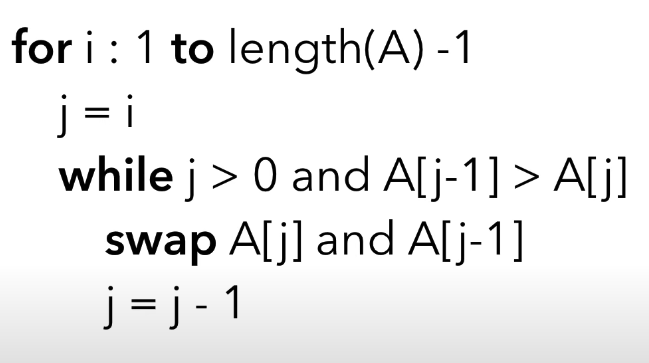 for i : 1 to length(A) -1
j = i
while j > 0 and A[j-1] > A[j]
swap A[j] and A[j-1]
j = j - 1